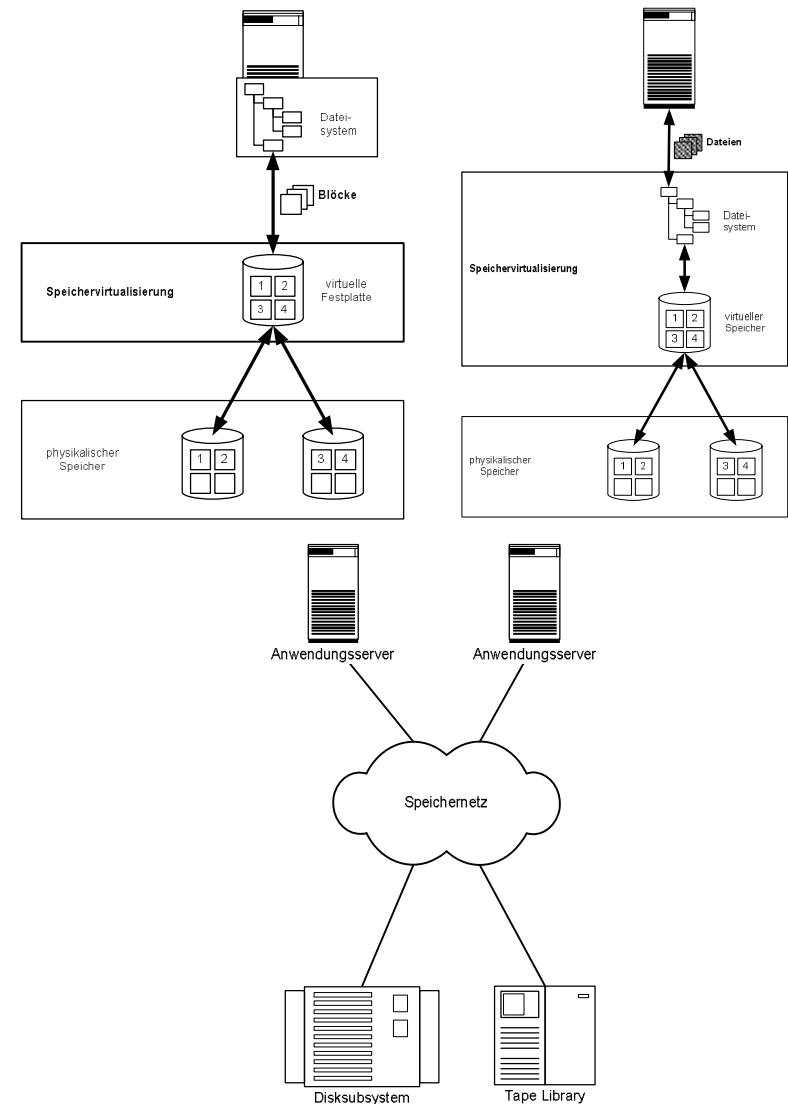 Datei-
system
Blöcke
Speichervirtualisierung
virtuelle
Festplatte
1 2
3 4
physikalischer
Speicher
1 2
3 4
Dateien
Datei-
system
Speichervirtualisierung
virtueller
Speicher
1 2
3 4
physikalischer
Speicher
1 2
3 4
Anwendungsserver
Anwendungsserver
Speichernetz
Disksubsystem
Tape Library